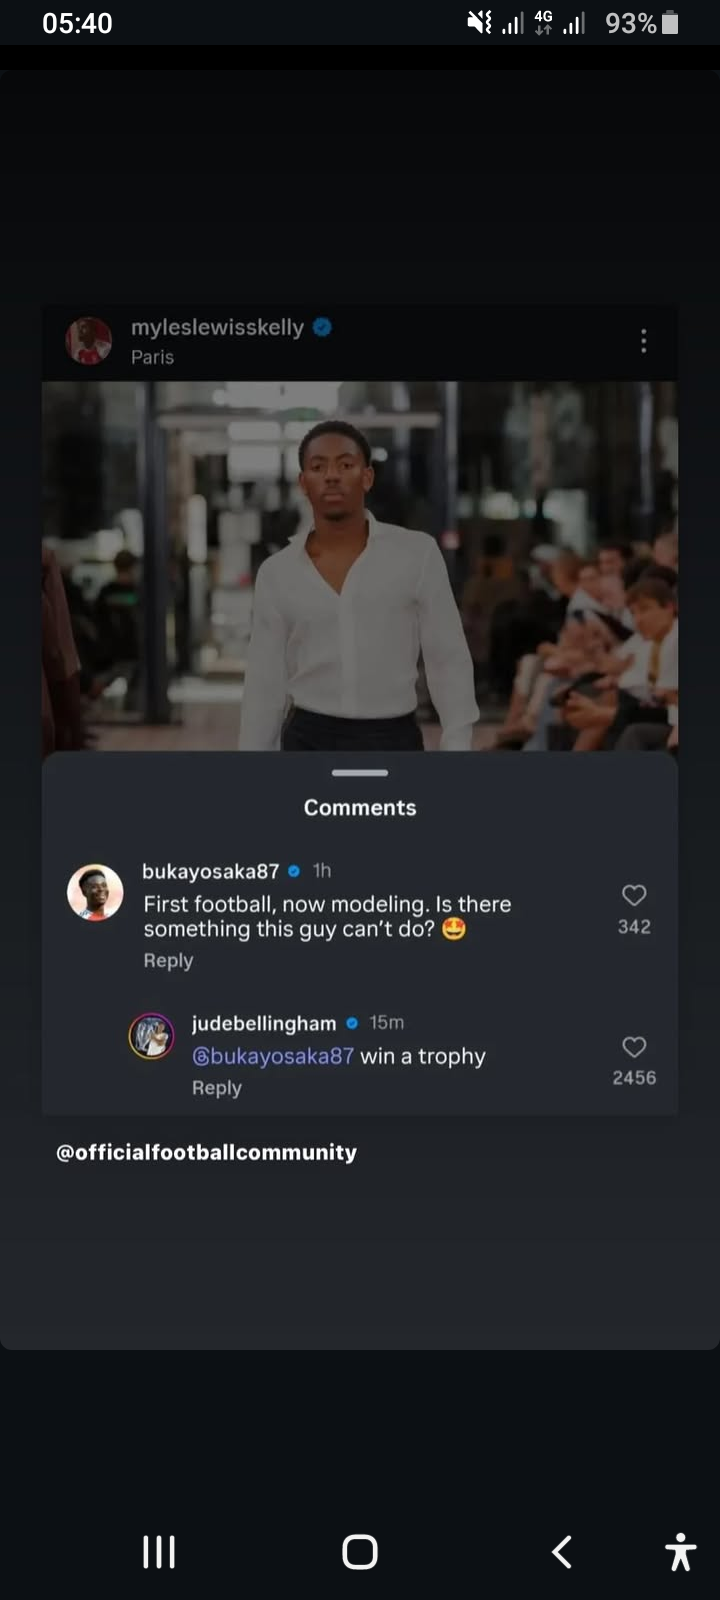 05:40
4G
93%
myleslewisskelly
Paris
Comments
bukayosaka87 1h
First football, now modeling. Is there
something this guy can't do? 🤩
342
Reply
judebellingham 15m
@bukayosaka87 win a trophy
2456
Reply
@officialfootballcommunity